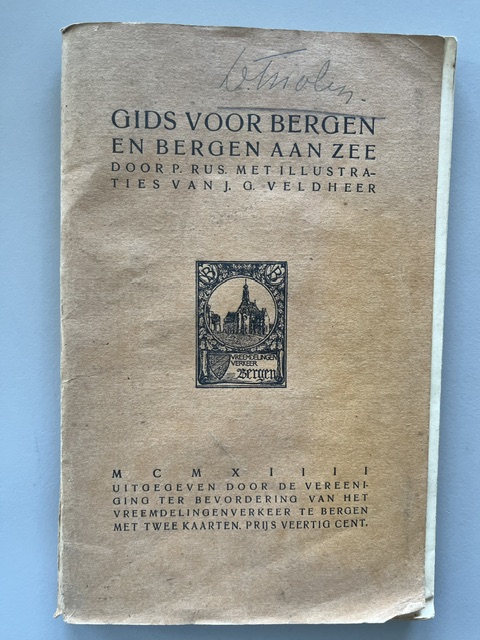 GIDS VOOR BERGEN
EN BERGEN AAN ZEE
DOOR P. RUS. MET ILLUSTRA-
TIES VAN J. G. VELDHEER
B B
VREEMDELINGEN
VERKEER
Bergen
MCMXIIIII
UITGEGEVEN DOOR DE VEREENI-
GING TER BEVORDERING VAN HET
VREEMDELINGENVERKEER TE BERGEN
MET TWEE KAARTEN. PRIJS VEERTIG CENT.